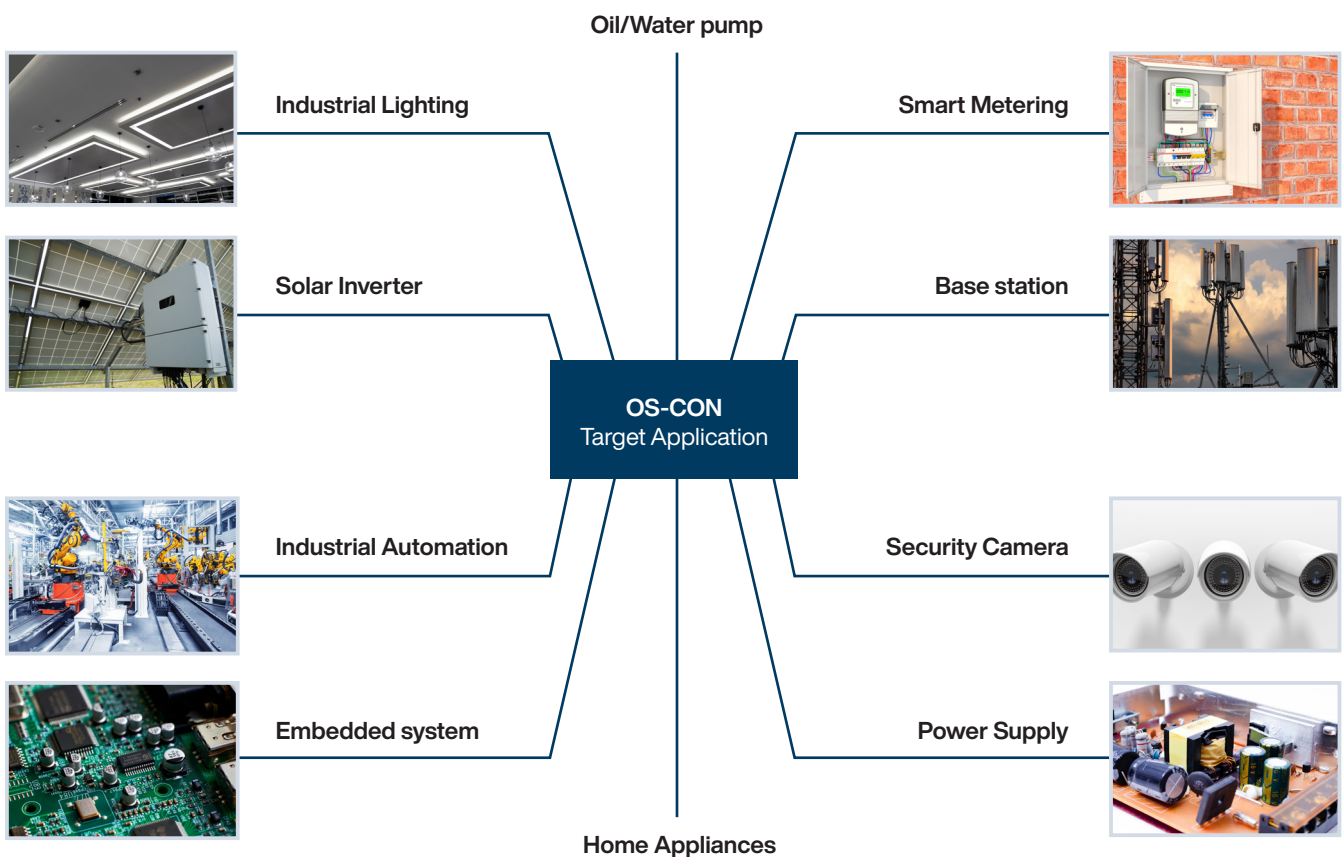 Oil/Water pump
Industrial Lighting
Smart Metering
Solar Inverter
Base station
OS-CON
Target Application
Industrial Automation
Security Camera
Embedded system
Power Supply
Home Appliances